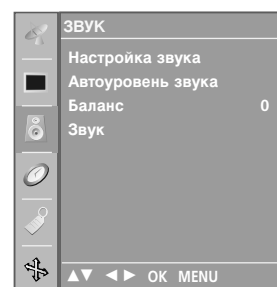 ЗВУК
Настройка звука
Автоуровень звука
Баланс 0
Звук
▲▼ ◄► OK MENU